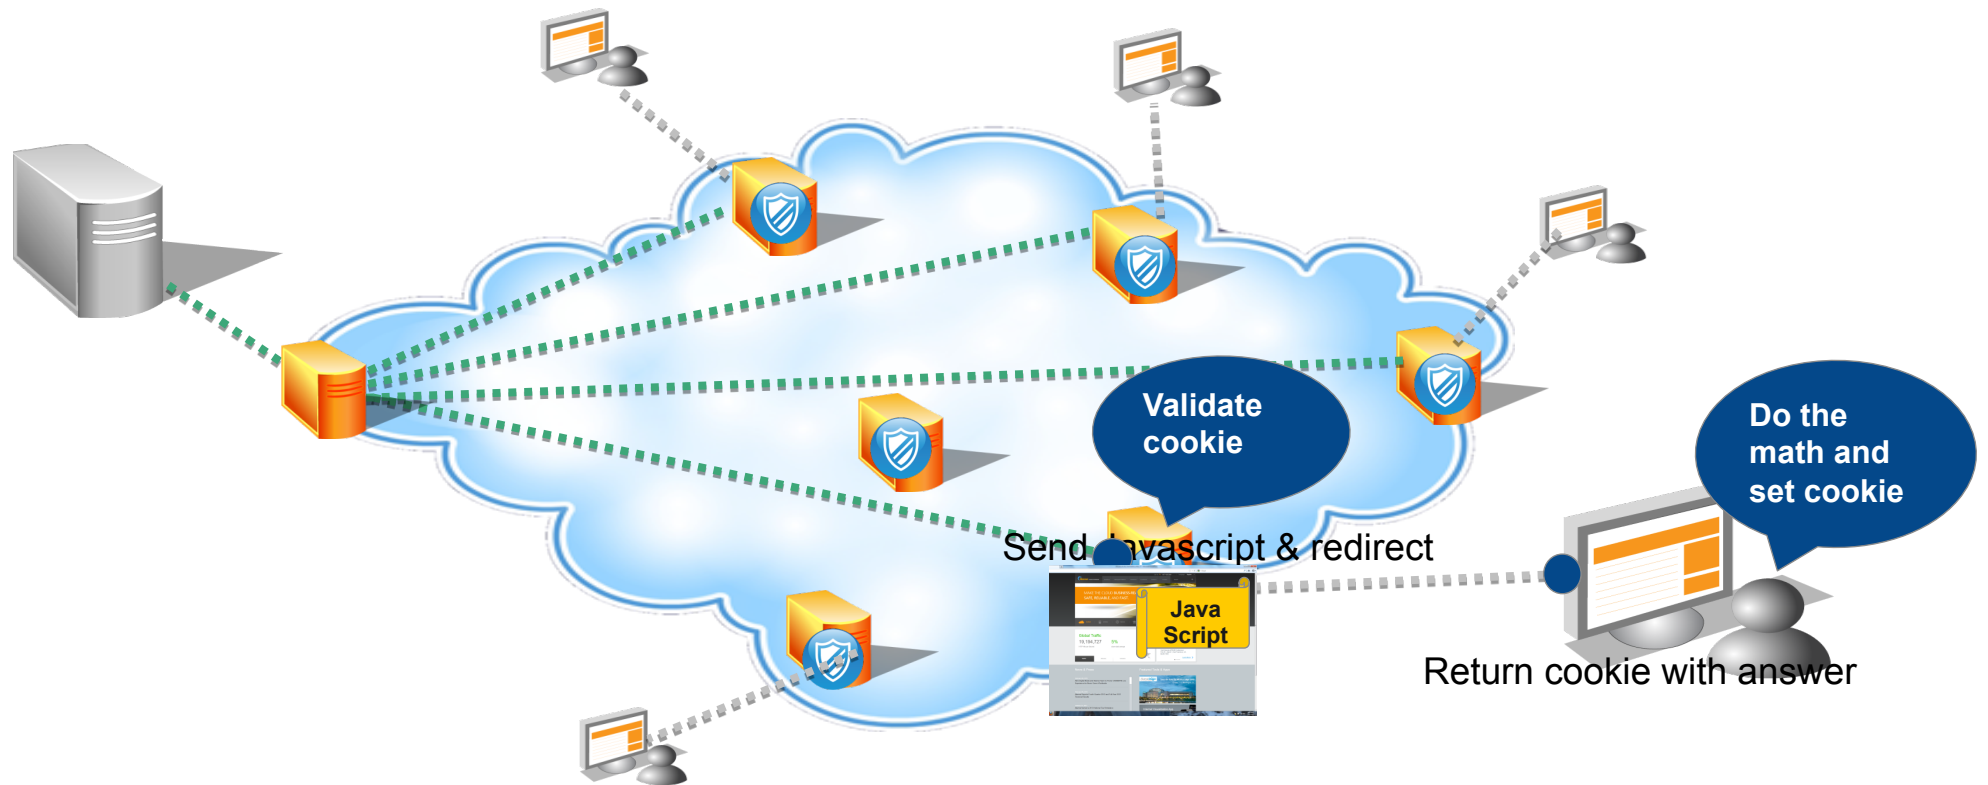 Validate
cookie
Do the
math and
set cookie
Send Javascript & redirect
Java
Script
Return cookie with answer